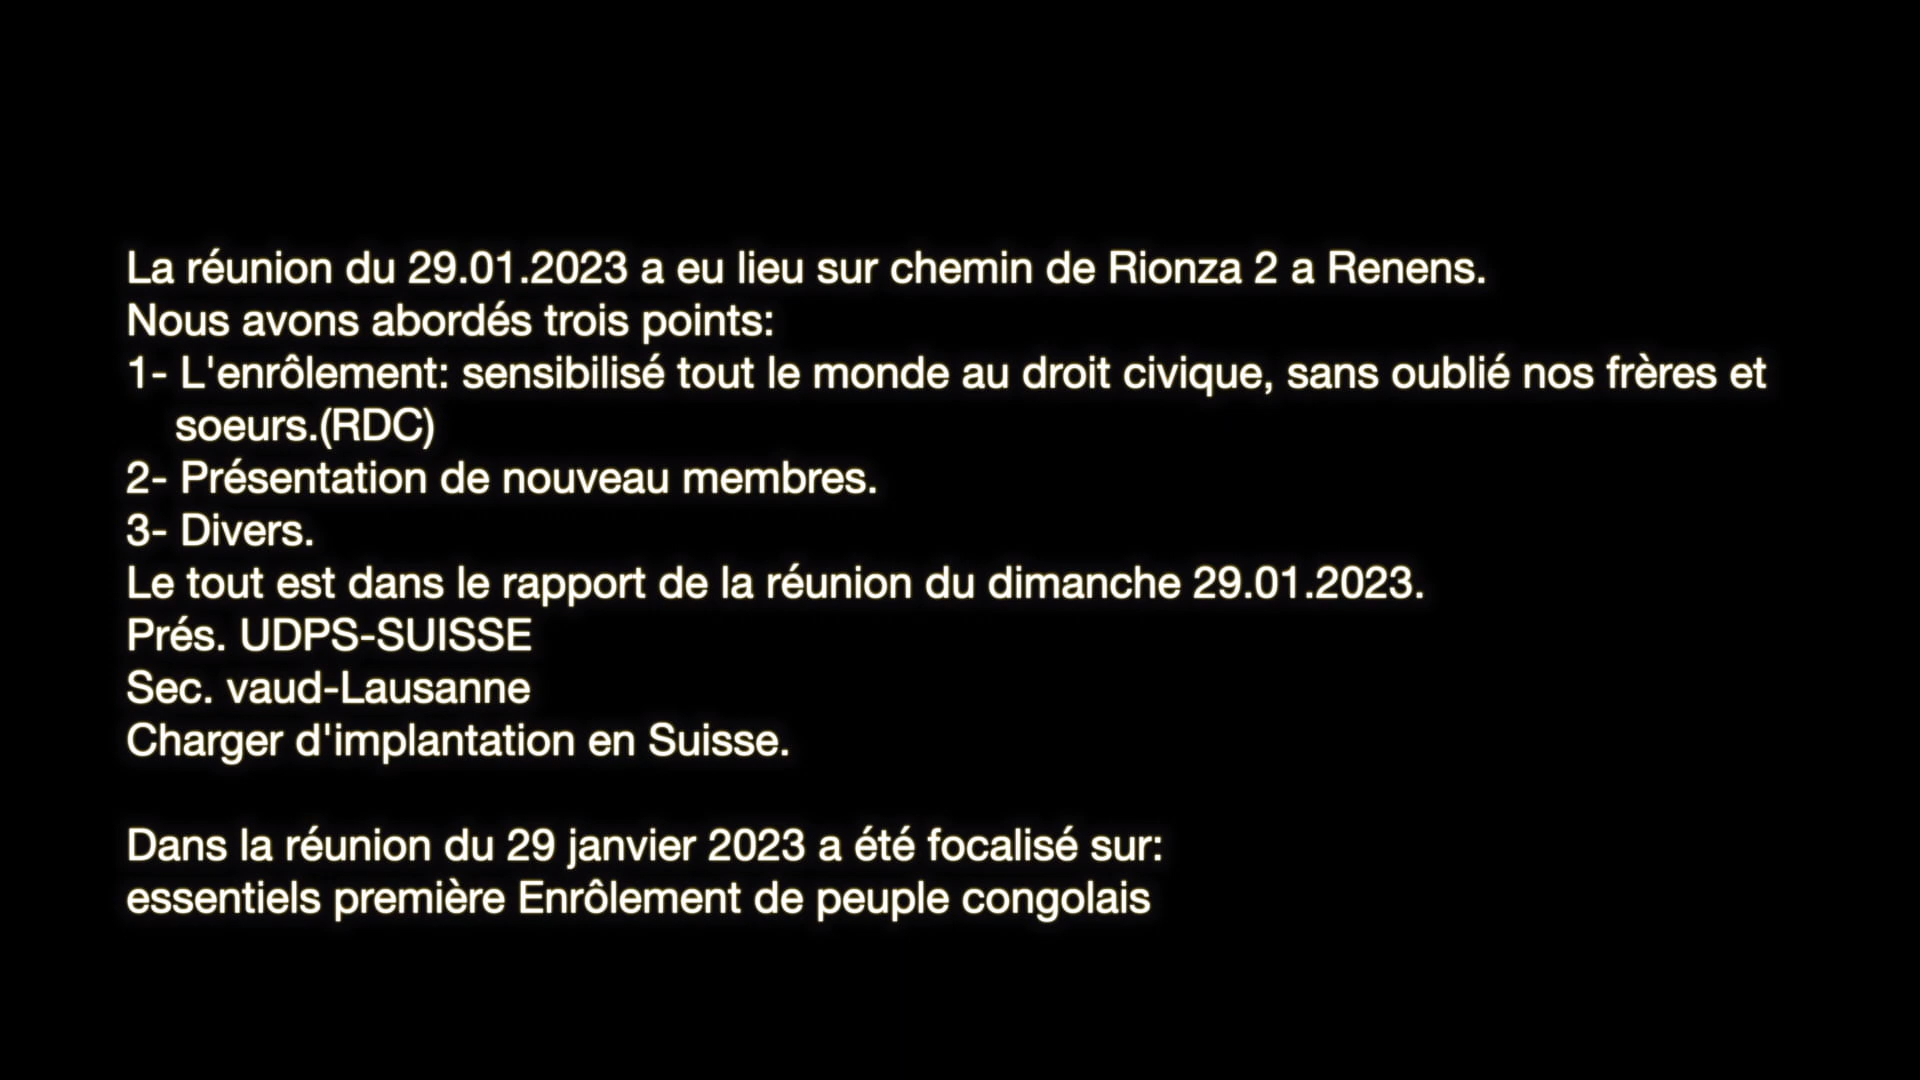 La réunion du 29.01.2023 a eu lieu sur chemin de Rionza 2 a Renens.
Nous avons abordés trois points:
1- L'enrôlement: sensibilisé tout le monde au droit civique, sans oublié nos frères et
soeurs.(RDC)
2- Présentation de nouveau membres.
3- Divers.
Le tout est dans le rapport de la réunion du dimanche 29.01.2023.
Prés. UDPS-SUISSE
Sec. vaud-Lausanne
Charger d'implantation en Suisse.
Dans la réunion du 29 janvier 2023 a été focalisé sur:
essentiels première Enrôlement de peuple congolais